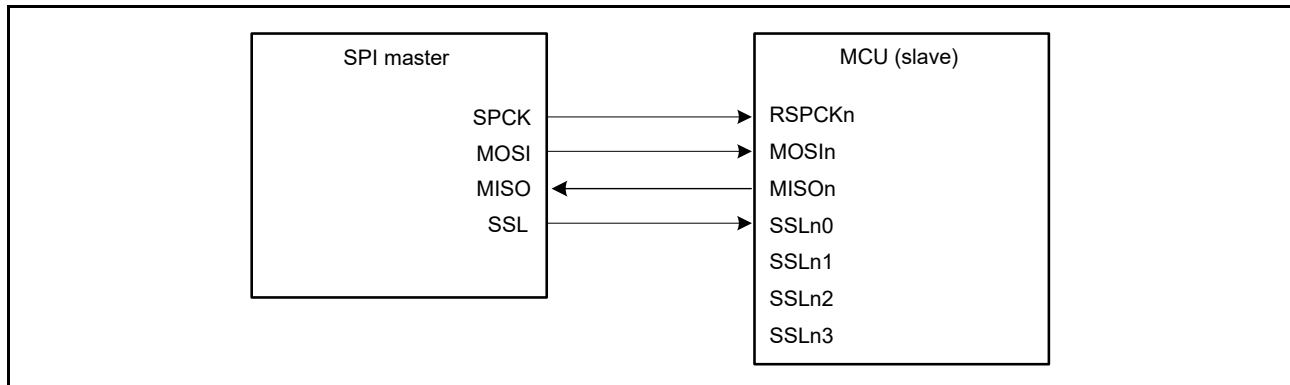 SPI master
SPCK
MOSI
MISO
SSL
MCU (slave)
RSPCKn
MOSIn
MISOn
SSLn0
SSLn1
SSLn2
SSLn3